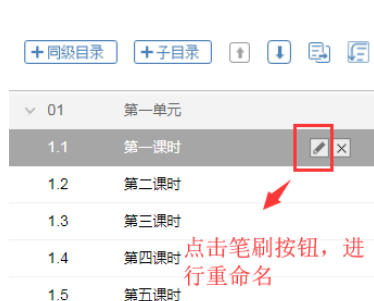 +同级目录 +子目录
01 第一单元
1.1 第一课时
1.2 第二课时
1.3 第三课时
1.4 第四课时
点击笔刷按钮，进
行重命名
1.5 第五课时